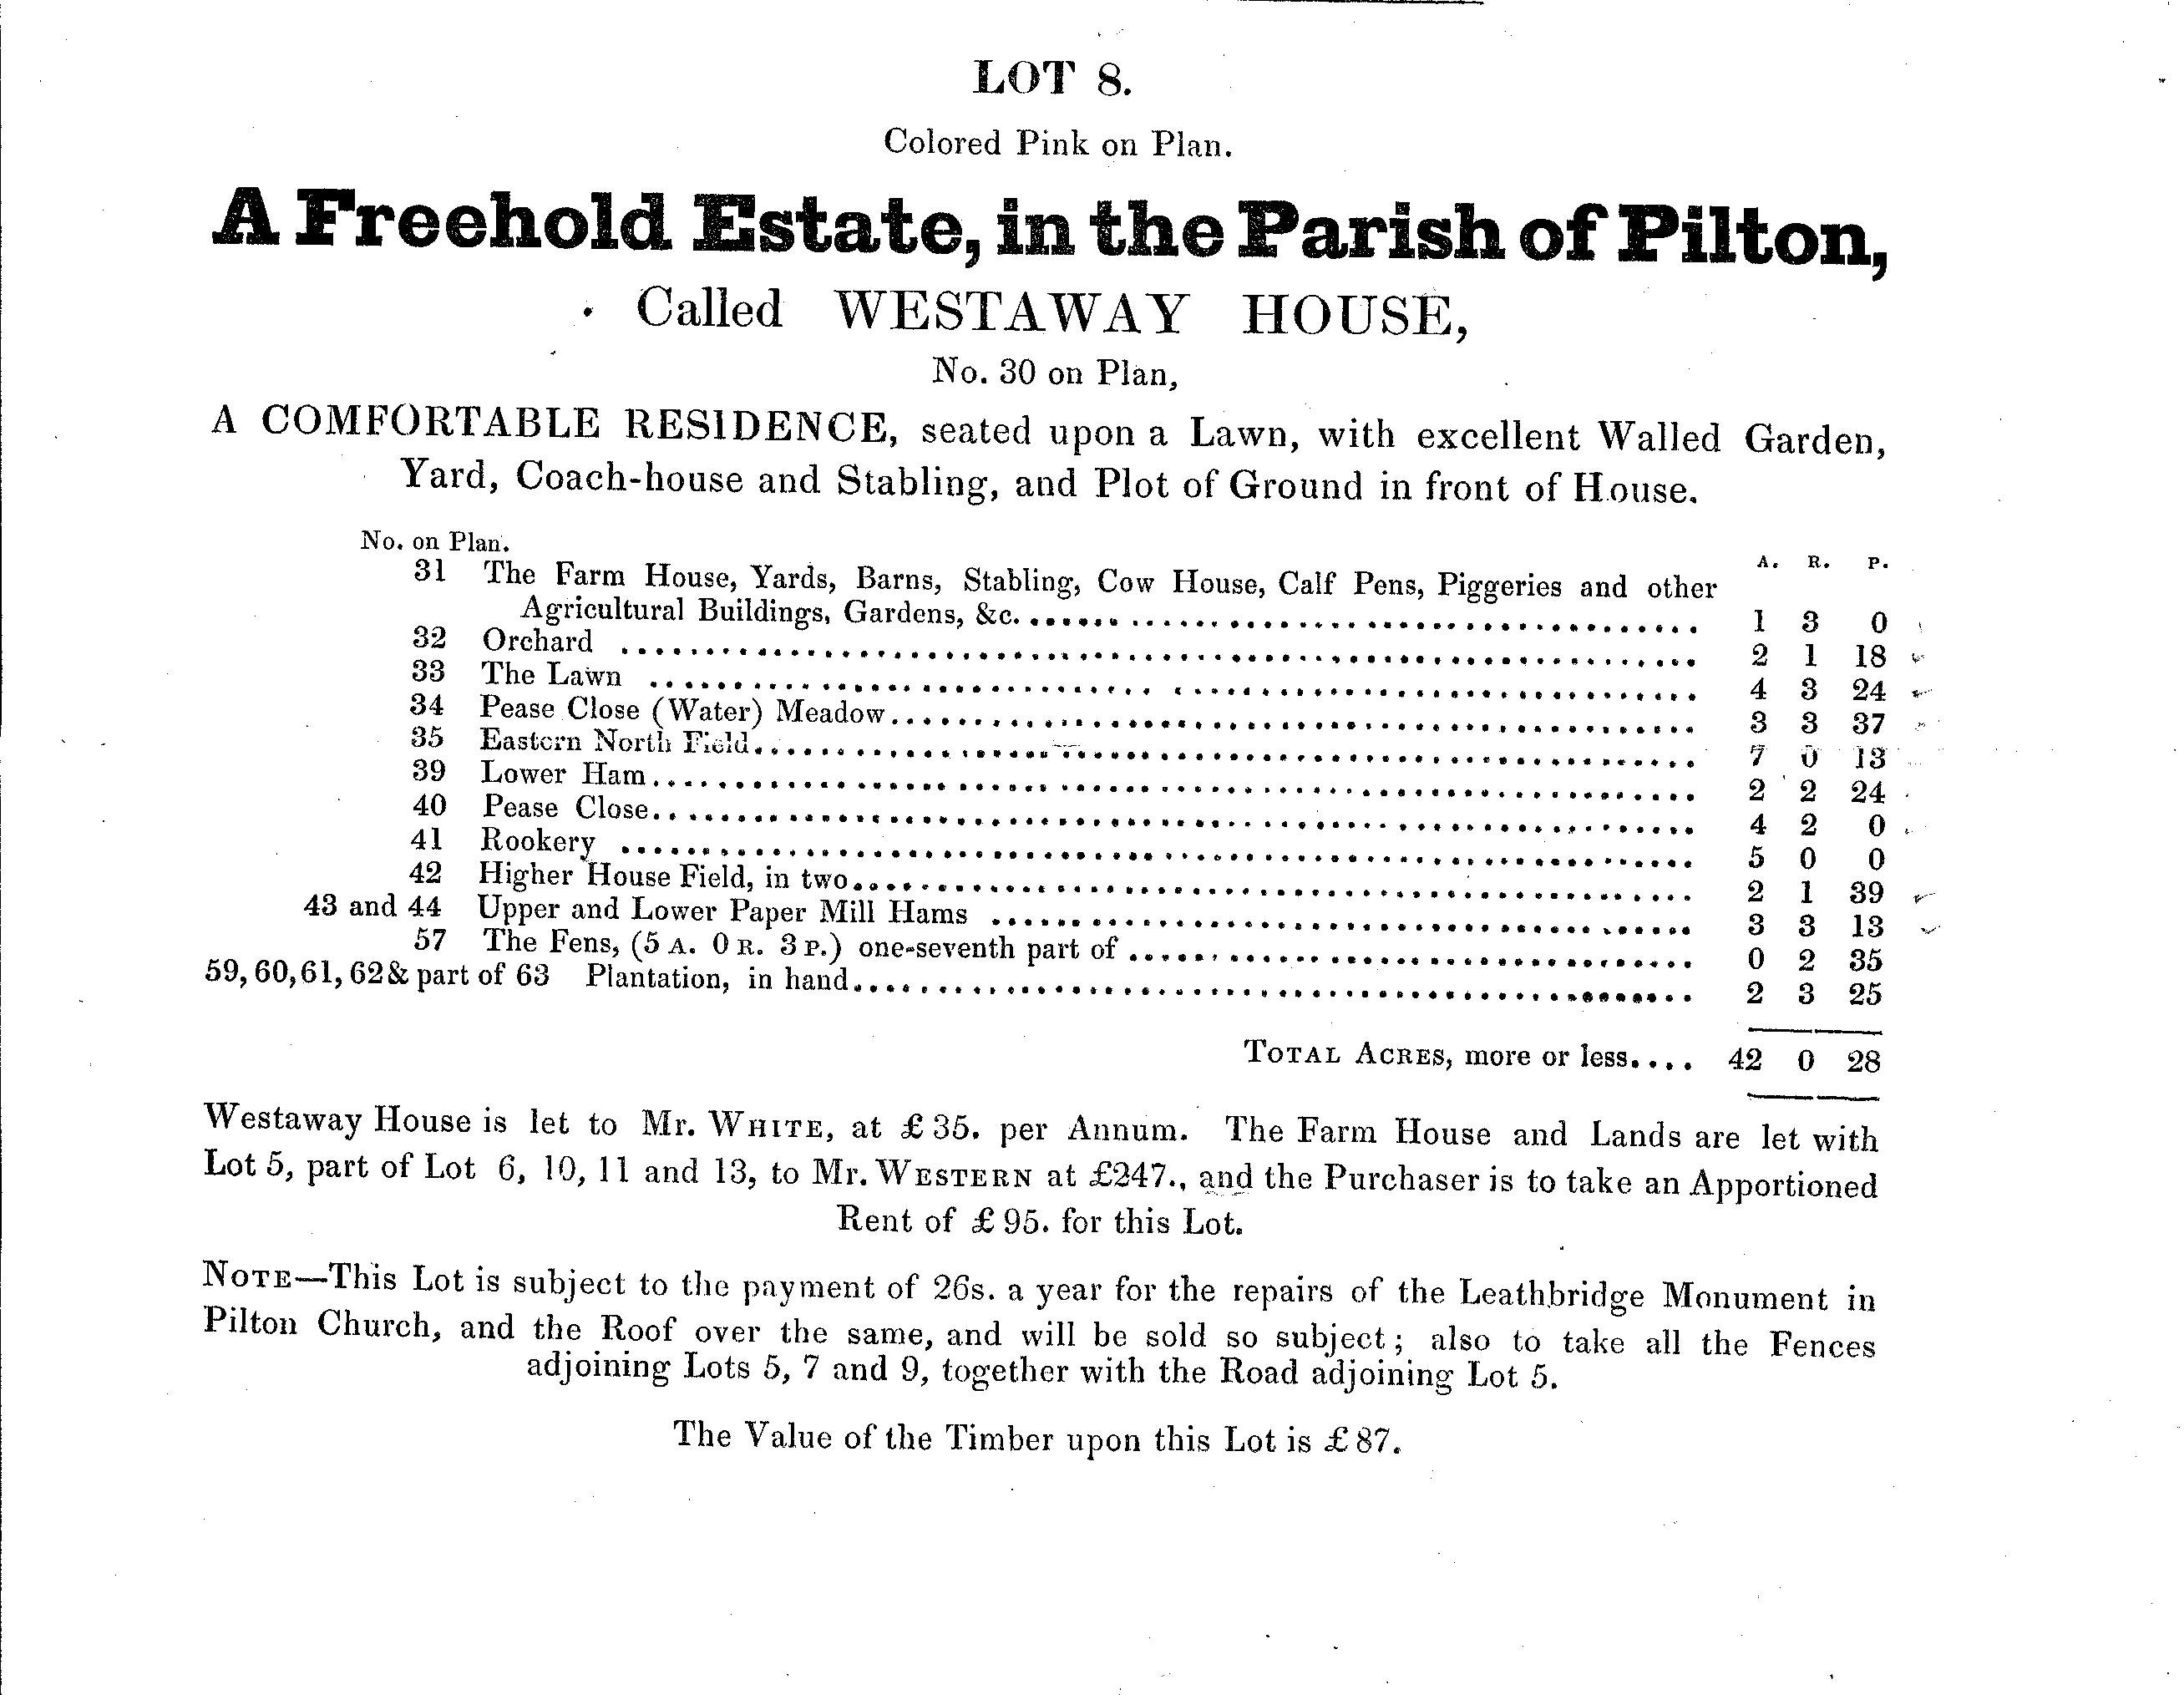 LOT 8.
Colored Pink on Plan.
A Freehold Estate, in the Parish of Pilton,
Called WESTAWAY HOUSE,
No. 30 on Plan,
A COMFORTABLE RESIDENCE, seated upon a Lawn, with excellent Walled Garden,
Yard, Coach-house and Stabling, and Plot of Ground in front of House.
No. on Plan.
A. R. P.
31 The Farm House, Yards, Barns, Stabling, Cow House, Calf Pens, Piggeries and other
Agricultural Buildings, Gardens, &c. ........ 1 3 0
32 Orchard ........ 2 1 18
33 The Lawn ........ 4 3 24
34 Pease Close (Water) Meadow ........ 3 3 37
35 Eastern North Field ........ 7 0 13
39 Lower Ham ........ 2 2 24
40 Pease Close ........ 4 2 0
41 Rookery ........ 5 0 0
42 Higher House Field, in two ........ 2 1 39
43 and 44 Upper and Lower Paper Mill Hams ........ 3 3 13
57 The Fens, (5 A. 0 R. 3 P.) one-seventh part of ........ 0 2 35
59, 60, 61, 62 & part of 63 Plantation, in hand ........ 2 3 25
TOTAL ACRES, more or less.... 42 0 28
Westaway House is let to Mr. WHITE, at £35. per Annum. The Farm House and Lands are let with
Lot 5, part of Lot 6, 10, 11 and 13, to Mr. WESTERN at £247., and the Purchaser is to take an Apportioned
Rent of £95. for this Lot.
NOTE—This Lot is subject to the payment of 26s. a year for the repairs of the Leathbridge Monument in
Pilton Church, and the Roof over the same, and will be sold so subject; also to take all the Fences
adjoining Lots 5, 7 and 9, together with the Road adjoining Lot 5.
The Value of the Timber upon this Lot is £87.